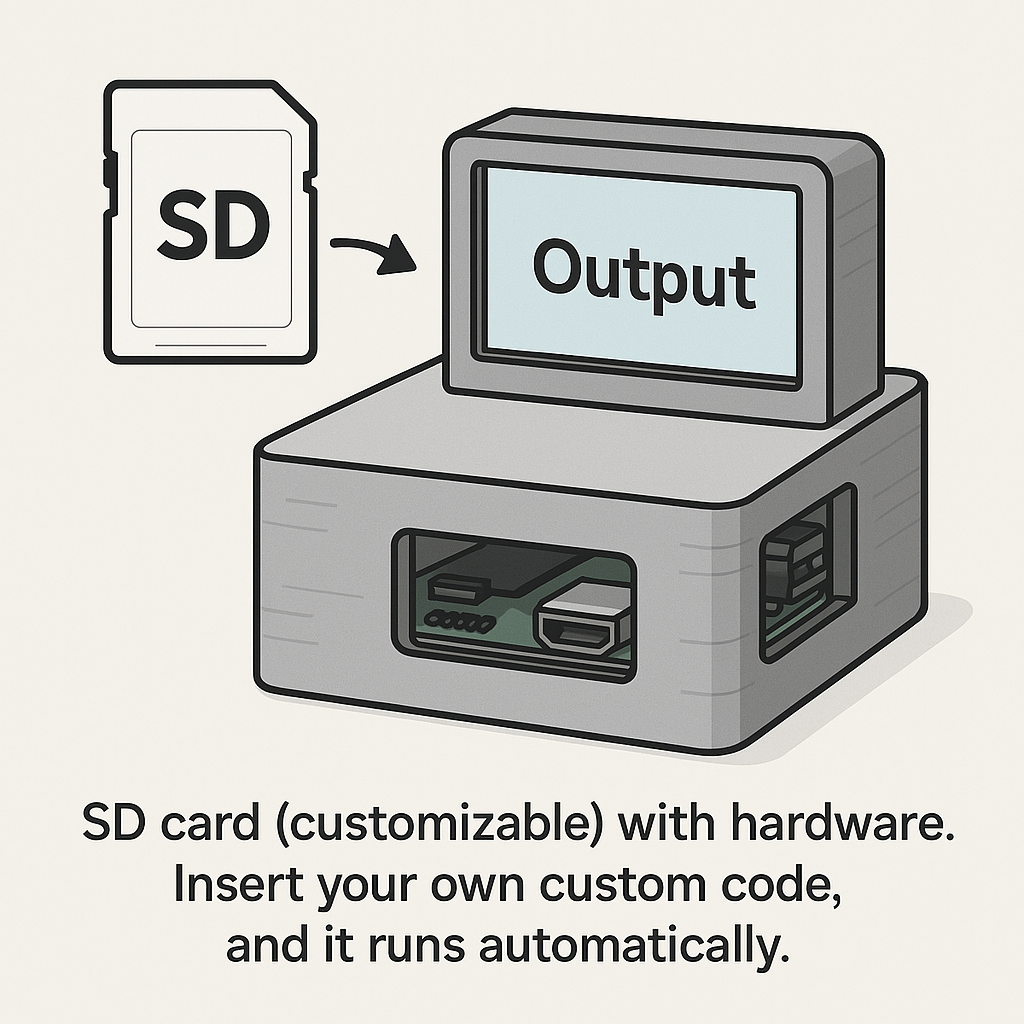 SD
Output
SD card (customizable) with hardware.
Insert your own custom code,
and it runs automatically.